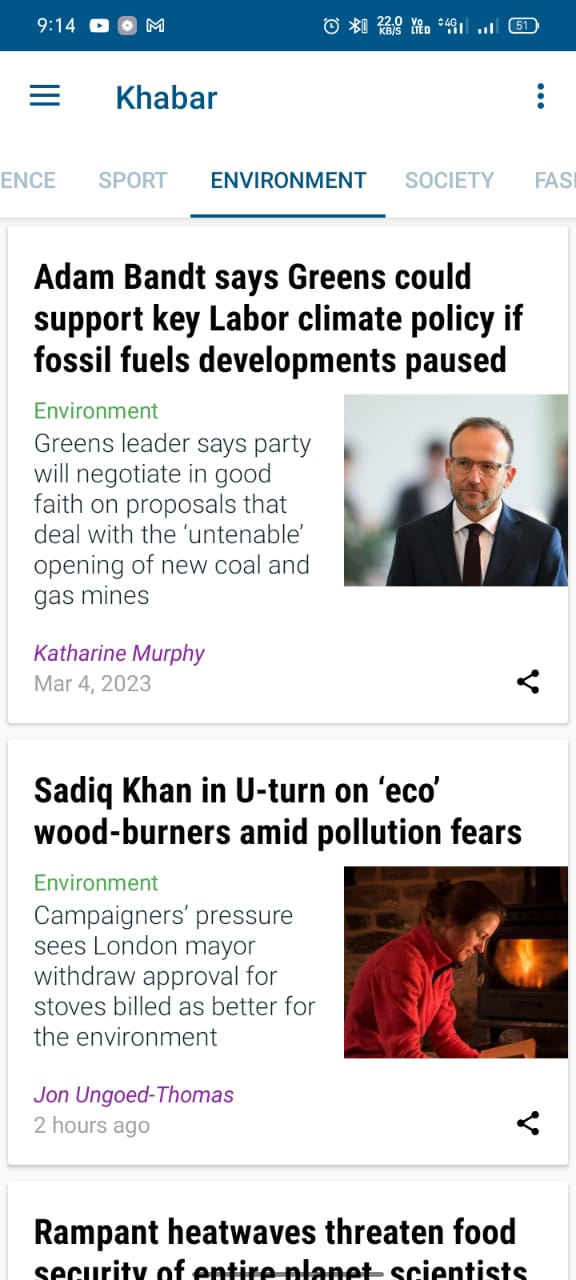 9:14
22.0 KB/S
Vo LTED
4G
51
Khabar
ENCE SPORT ENVIRONMENT SOCIETY FAS
Adam Bandt says Greens could
support key Labor climate policy if
fossil fuels developments paused
Environment
Greens leader says party
will negotiate in good
faith on proposals that
deal with the ‘untenable’
opening of new coal and
gas mines
Katharine Murphy
Mar 4, 2023
Sadiq Khan in U-turn on ‘eco’
wood-burners amid pollution fears
Environment
Campaigners’ pressure
sees London mayor
withdraw approval for
stoves billed as better for
the environment
Jon Ungoed-Thomas
2 hours ago
Rampant heatwaves threaten food
security of entire planet, scientists